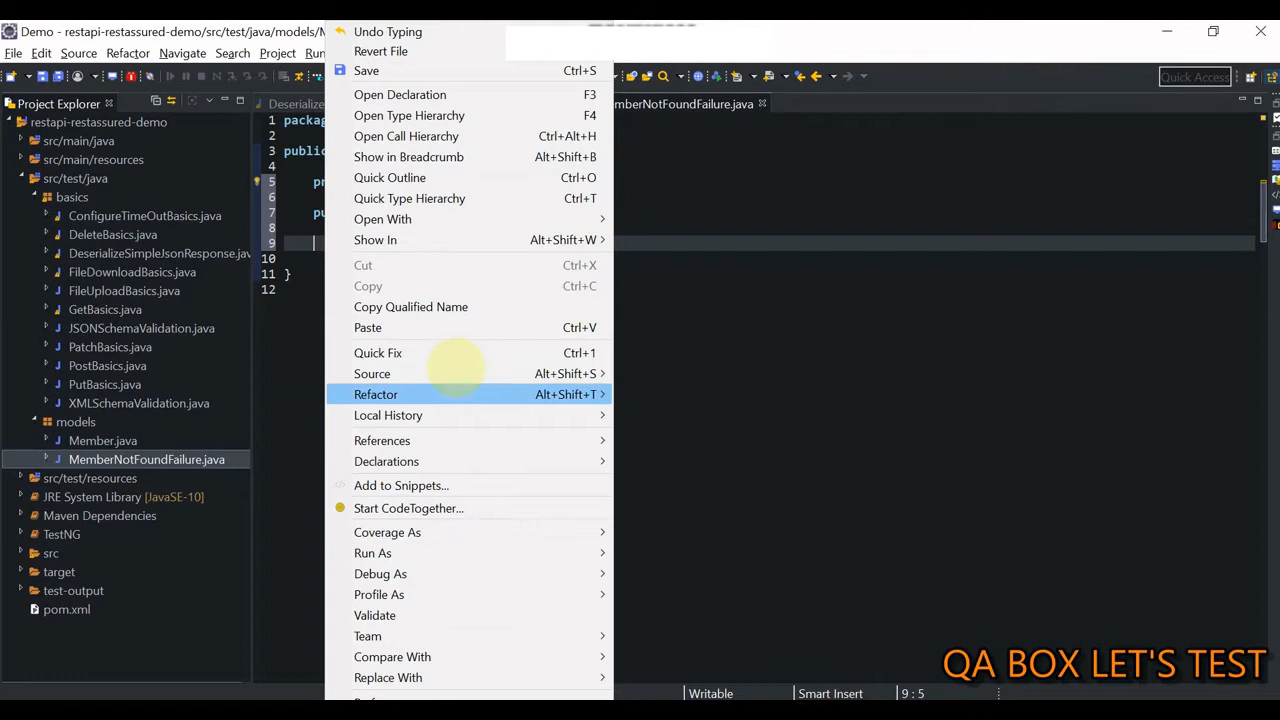 Demo - restapi-restassured-demo/src/test/java/models/M
File Edit Source Refactor Navigate Search Project Run
Quick Access
Project Explorer
Deserialize
mberNotFoundFailure.java
restapi-restassured-demo
src/main/java
src/main/resources
src/test/java
basics
ConfigureTimeOutBasics.java
DeleteBasics.java
DeserializeSimpleJsonResponse.java
FileDownloadBasics.java
FileUploadBasics.java
GetBasics.java
JSONSchemaValidation.java
PatchBasics.java
PostBasics.java
PutBasics.java
XMLSchemaValidation.java
models
Member.java
MemberNotFoundFailure.java
src/test/resources
JRE System Library [JavaSE-10]
Maven Dependencies
TestNG
src
target
test-output
pom.xml
1 packag
2
3 public
4
5 pr
6
7 pu
8
9
10
11 }
12
Undo Typing
Revert File
Save Ctrl+S
Open Declaration F3
Open Type Hierarchy F4
Open Call Hierarchy Ctrl+Alt+H
Show in Breadcrumb Alt+Shift+B
Quick Outline Ctrl+O
Quick Type Hierarchy Ctrl+T
Open With
Show In Alt+Shift+W
Cut Ctrl+X
Copy Ctrl+C
Copy Qualified Name
Paste Ctrl+V
Quick Fix Ctrl+1
Source Alt+Shift+S
Refactor Alt+Shift+T
Local History
References
Declarations
Add to Snippets...
Start CodeTogether...
Coverage As
Run As
Debug As
Profile As
Validate
Team
Compare With
Replace With
QA BOX LET'S TEST
Writable Smart Insert 9 : 5